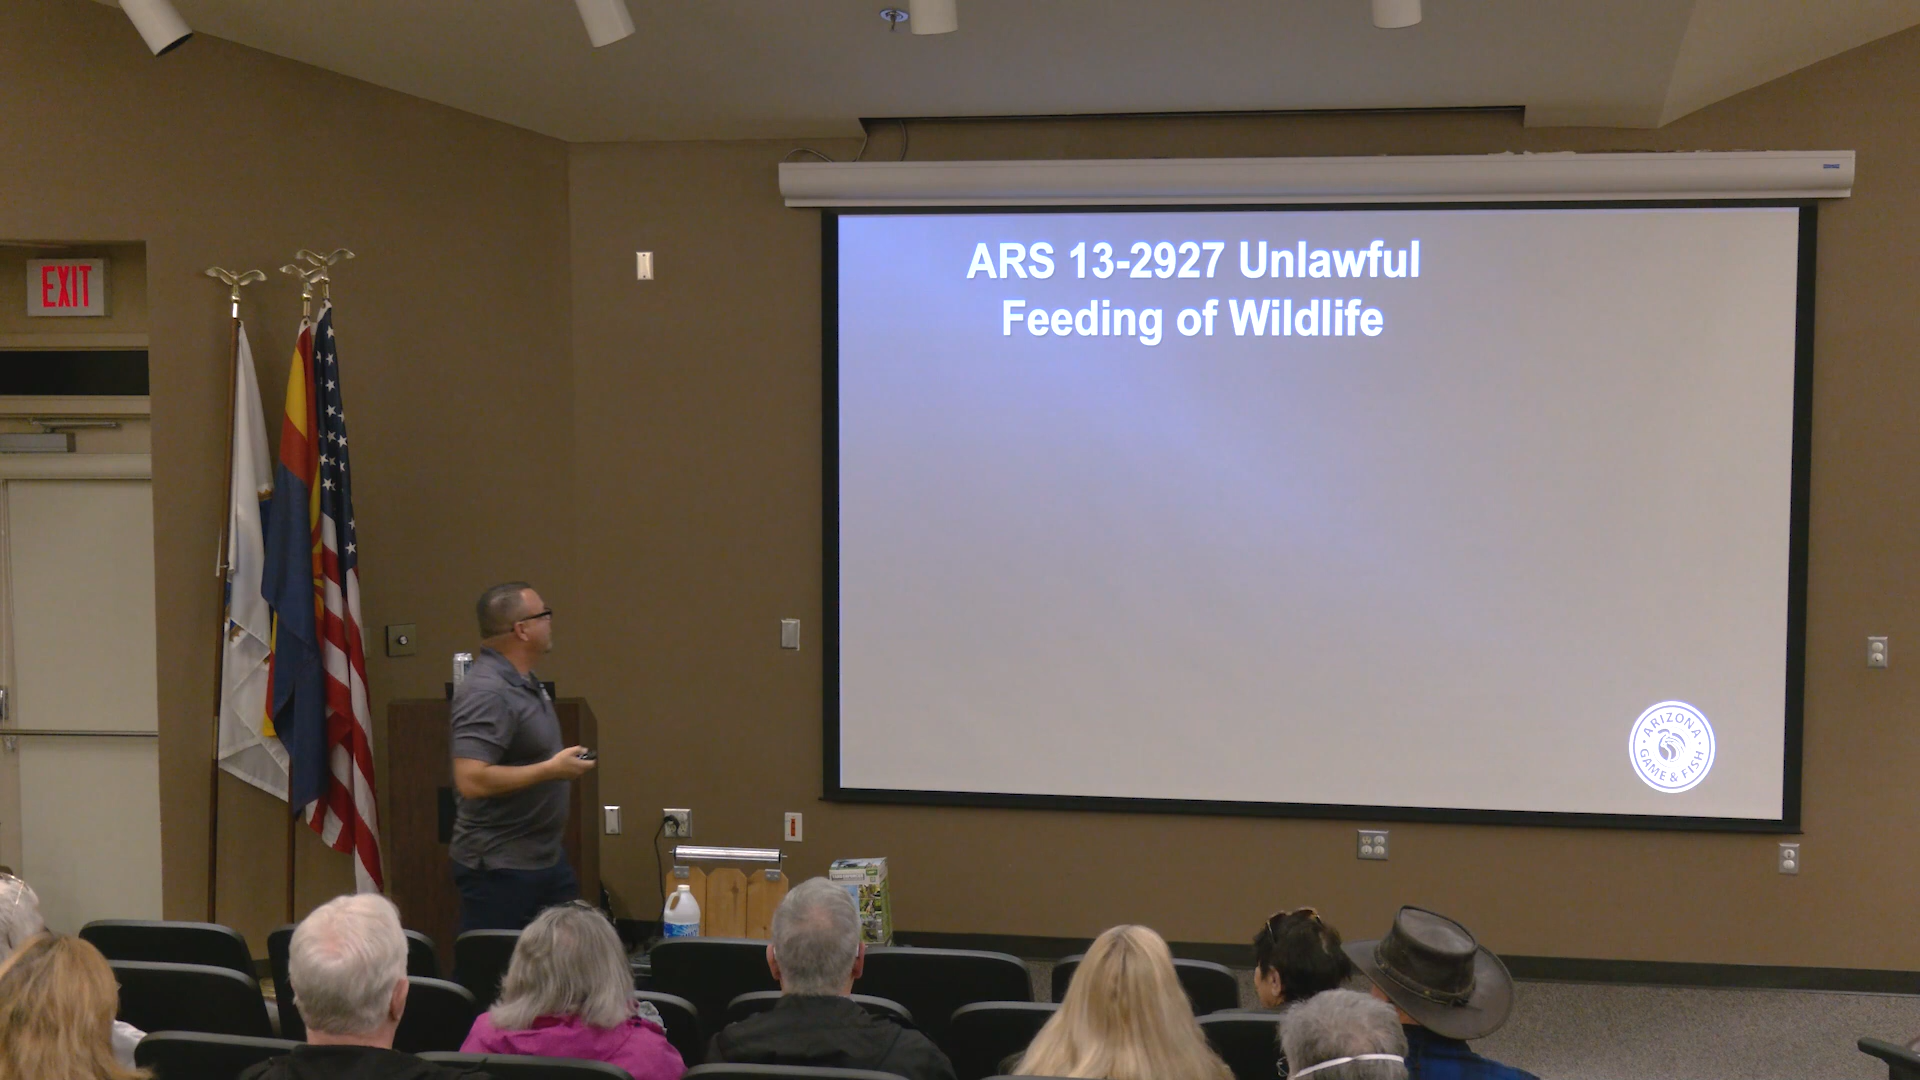 EXIT
ARS 13-2927 Unlawful
Feeding of Wildlife
ARIZONA
GAME & FISH